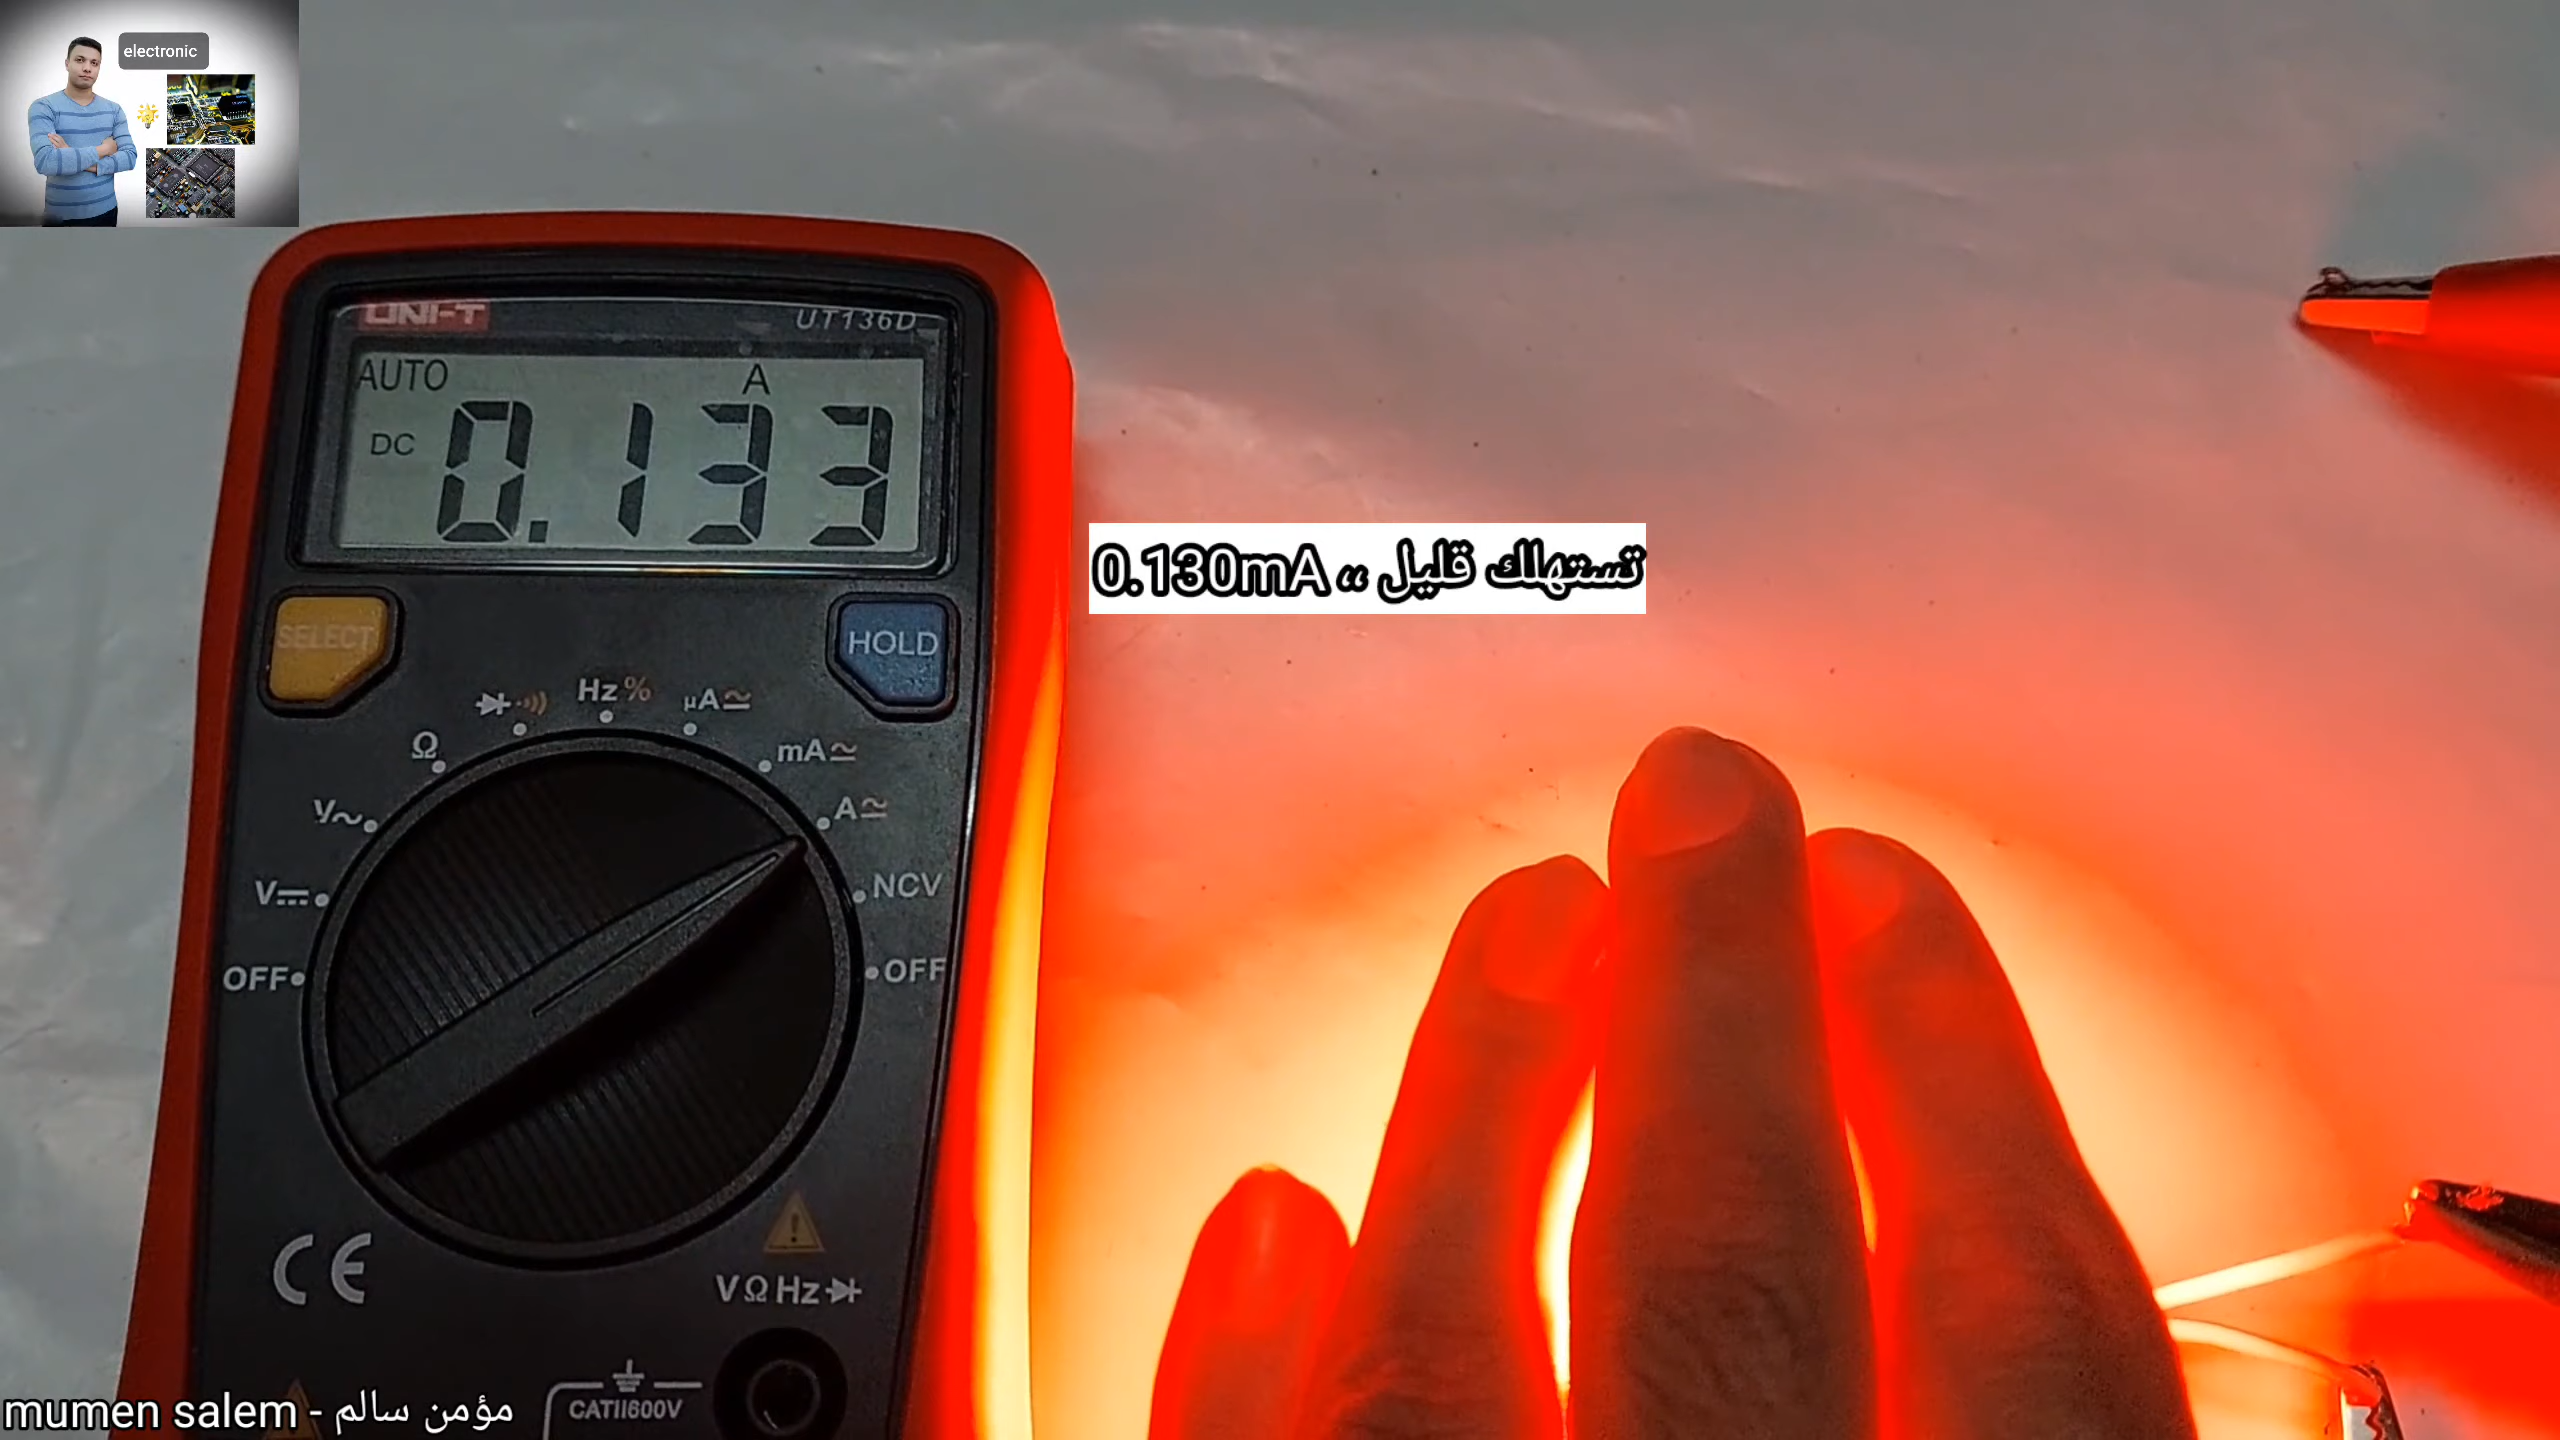 electronic
UNI-T
UT136D
AUTO
A
DC
0.133
تستهلك قليل ،، 0.130mA
SELECT
HOLD
Hz %
µA
mA
Ω
A
V~
V
NCV
OFF
OFF
CE
V Ω Hz
CATII600V
mumen salem - مؤمن سالم